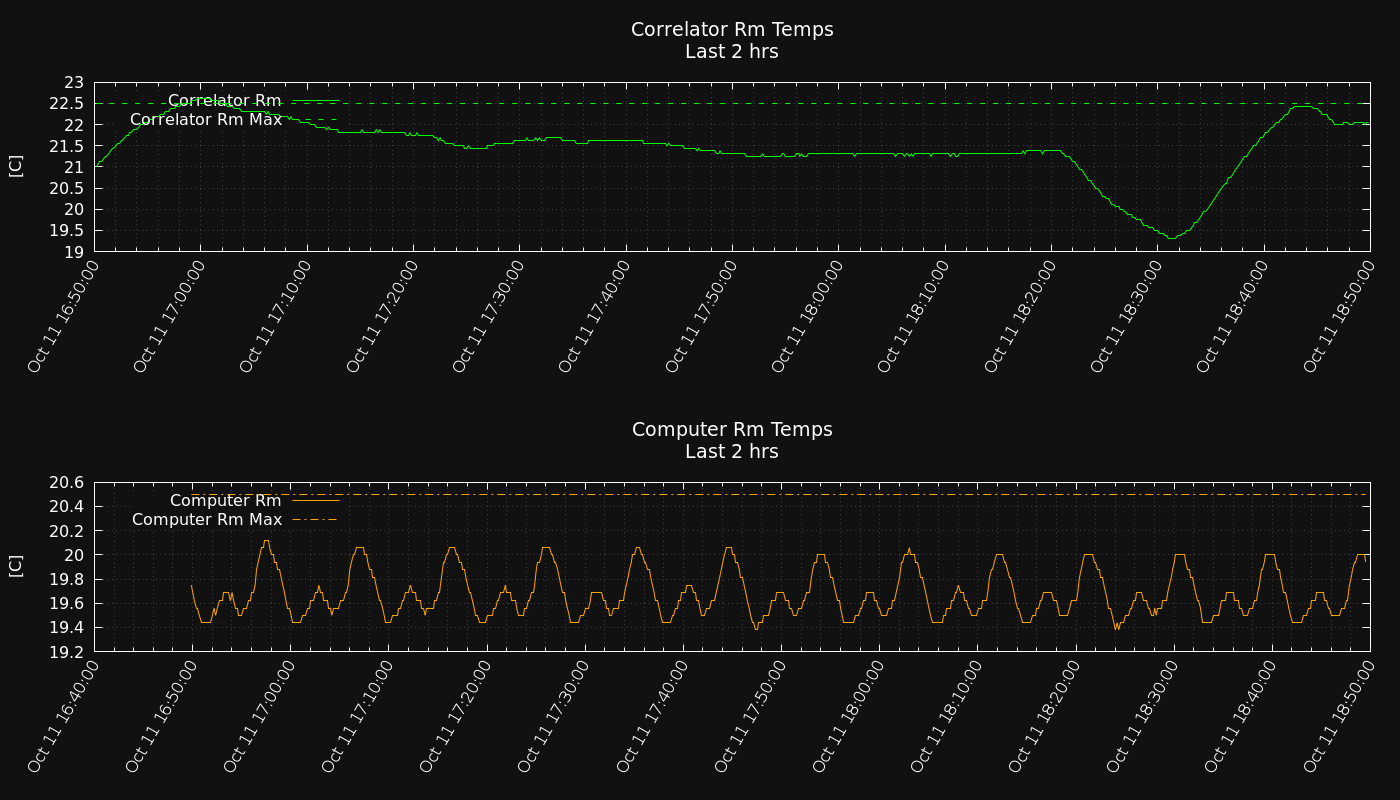 Correlator Rm Temps
Last 2 hrs
23
22.5
22
21.5
21
20.5
20
19.5
19
[C]
Correlator Rm
Correlator Rm Max
Oct 11 16:50:00
Oct 11 17:00:00
Oct 11 17:10:00
Oct 11 17:20:00
Oct 11 17:30:00
Oct 11 17:40:00
Oct 11 17:50:00
Oct 11 18:00:00
Oct 11 18:10:00
Oct 11 18:20:00
Oct 11 18:30:00
Oct 11 18:40:00
Oct 11 18:50:00
Computer Rm Temps
Last 2 hrs
20.6
20.4
20.2
20
19.8
19.6
19.4
19.2
[C]
Computer Rm
Computer Rm Max
Oct 11 16:40:00
Oct 11 16:50:00
Oct 11 17:00:00
Oct 11 17:10:00
Oct 11 17:20:00
Oct 11 17:30:00
Oct 11 17:40:00
Oct 11 17:50:00
Oct 11 18:00:00
Oct 11 18:10:00
Oct 11 18:20:00
Oct 11 18:30:00
Oct 11 18:40:00
Oct 11 18:50:00